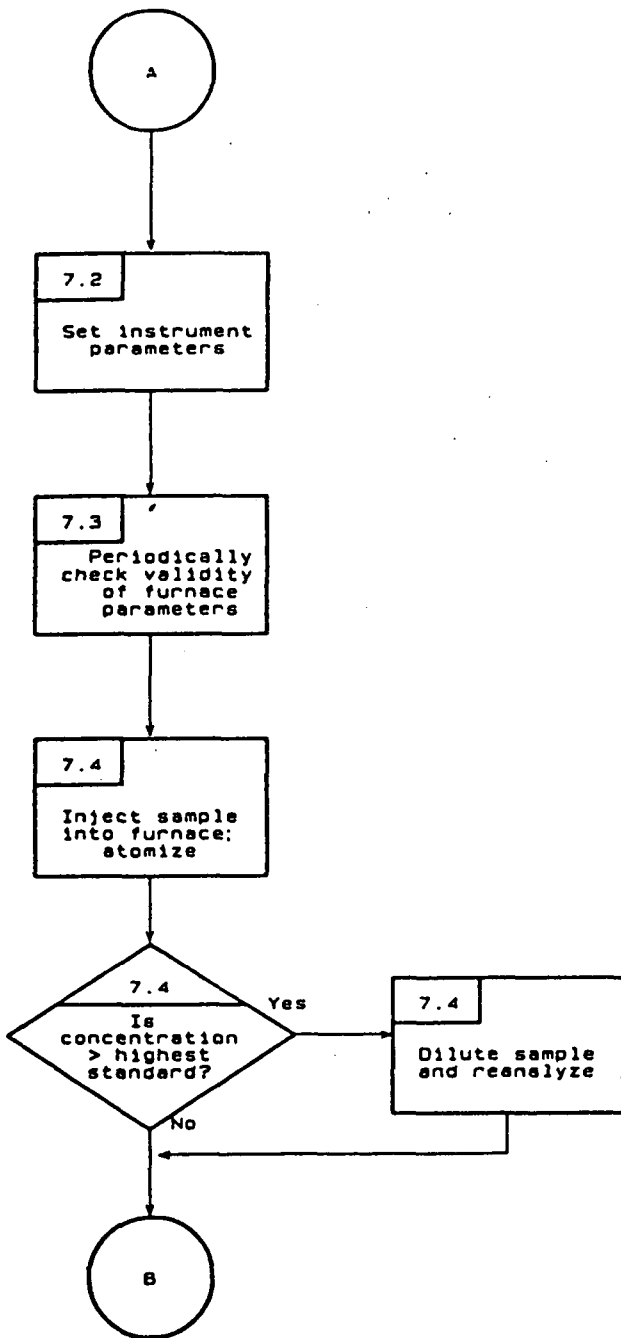 A
7.2
Set instrument
parameters
7.3
Periodically
check validity
of furnace
parameters
7.4
Inject sample
into furnace;
atomize
7.4
Is
concentration
> highest
standard?
Yes
No
7.4
Dilute sample
and reanalyze
B